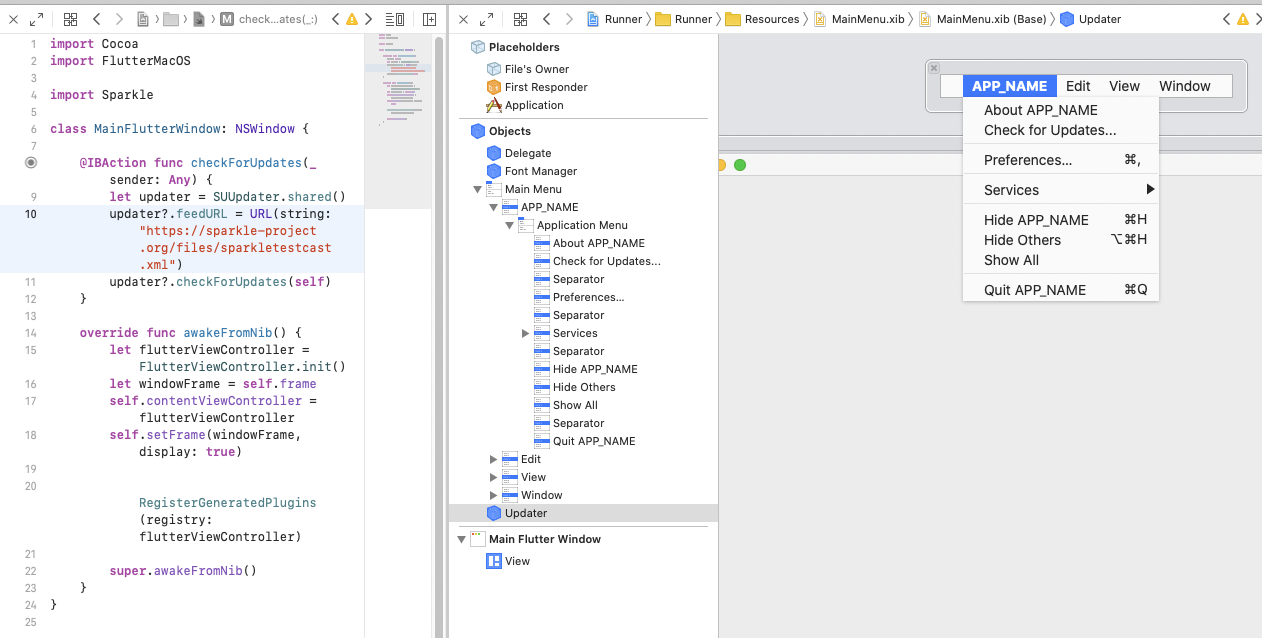 M check...ates(_:)
Runner Runner Resources MainMenu.xib MainMenu.xib (Base) Updater
1 import Cocoa
2 import FlutterMacOS
3
4 import Sparkle
5
6 class MainFlutterWindow: NSWindow {
7
@IBAction func checkForUpdates(_
sender: Any) {
9 let updater = SUUpdater.shared()
10 updater?.feedURL = URL(string:
"https://sparkle-project
.org/files/sparkletestcast
.xml")
11 updater?.checkForUpdates(self)
12 }
13
14 override func awakeFromNib() {
15 let flutterViewController =
FlutterViewController.init()
16 let windowFrame = self.frame
17 self.contentViewController =
flutterViewController
18 self.setFrame(windowFrame,
display: true)
19
20
RegisterGeneratedPlugins
(registry:
flutterViewController)
21
22 super.awakeFromNib()
23 }
24 }
25
Placeholders
File's Owner
First Responder
Application
Objects
Delegate
Font Manager
Main Menu
APP_NAME
Application Menu
About APP_NAME
Check for Updates...
Separator
Preferences...
Separator
Services
Separator
Hide APP_NAME
Hide Others
Show All
Separator
Quit APP_NAME
Edit
View
Window
Updater
Main Flutter Window
View
APP_NAME Edit View Window
About APP_NAME
Check for Updates...
Preferences... ⌘,
Services
Hide APP_NAME ⌘H
Hide Others ⌥⌘H
Show All
Quit APP_NAME ⌘Q